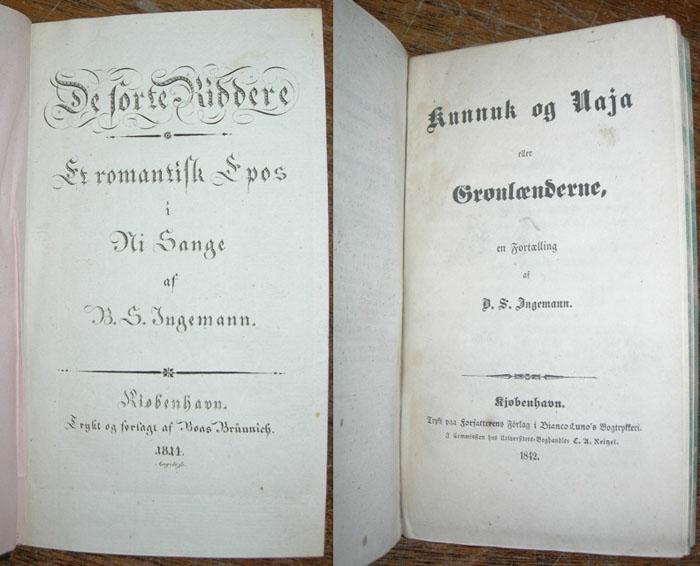 De sorte Riddere
Et romantisk Epos
i
Ni Sange
af
B. S. Ingemann.
Kiøbenhavn.
Trykt og forlagt af Boas Brünnich.
1814.
Kunnuk og Naja
eller
Grønlænderne,
en Fortælling
af
B. S. Ingemann.
Kjøbenhavn.
Trykt paa Forfatterens Forlag i Bianco Luno's Bogtrykkeri.
I Commission hos Universitets-Boghandler C. A. Reitzel.
1842.